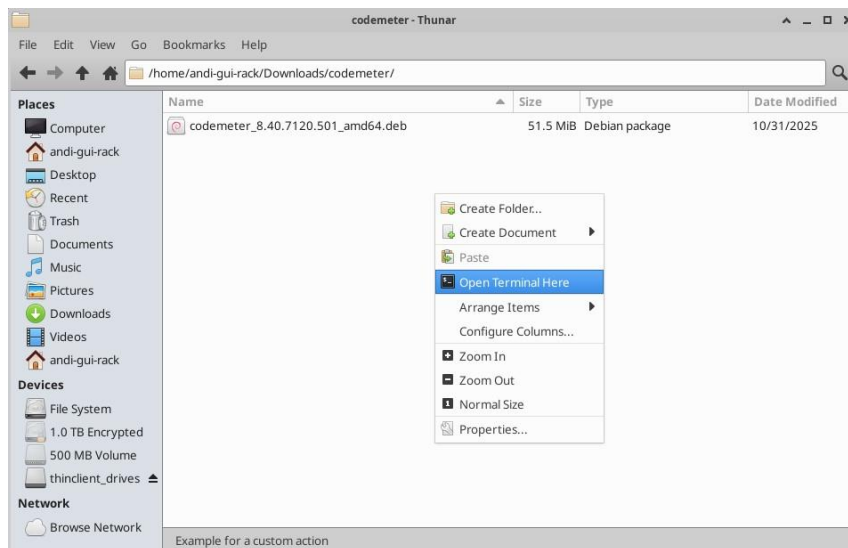 codemeter - Thunar
File Edit View Go Bookmarks Help
/home/andi-gui-rack/Downloads/codemeter/
Places
Computer
andi-gui-rack
Desktop
Recent
Trash
Documents
Music
Pictures
Downloads
Videos
andi-gui-rack
Devices
File System
1.0 TB Encrypted
500 MB Volume
thinclient_drives
Network
Browse Network
Name Size Type Date Modified
codemeter_8.40.7120.501_amd64.deb 51.5 MiB Debian package 10/31/2025
Create Folder...
Create Document
Paste
Open Terminal Here
Arrange Items
Configure Columns...
Zoom In
Zoom Out
Normal Size
Properties...
Example for a custom action